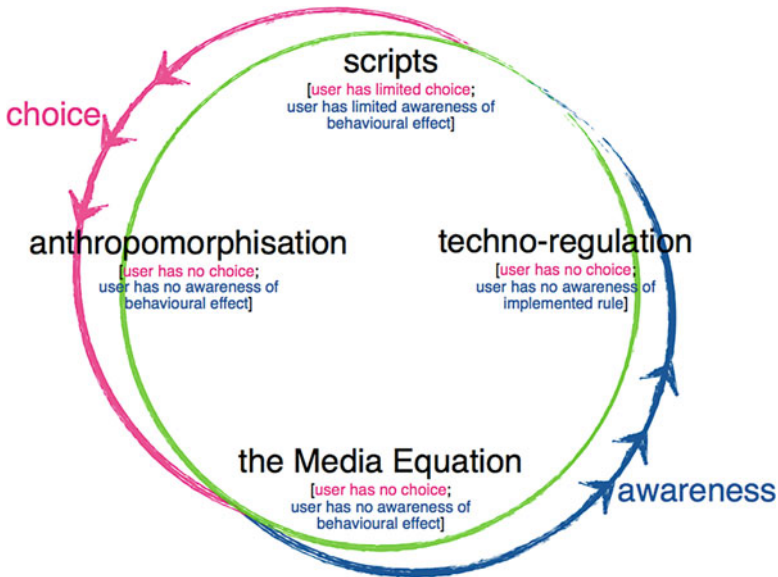 scripts
[user has limited choice;
user has limited awareness of
behavioural effect]
choice
anthropomorphisation
[user has no choice;
user has no awareness of
behavioural effect]
techno-regulation
[user has no choice;
user has no awareness of
implemented rule]
the Media Equation
[user has no choice;
user has no awareness of
behavioural effect]
awareness